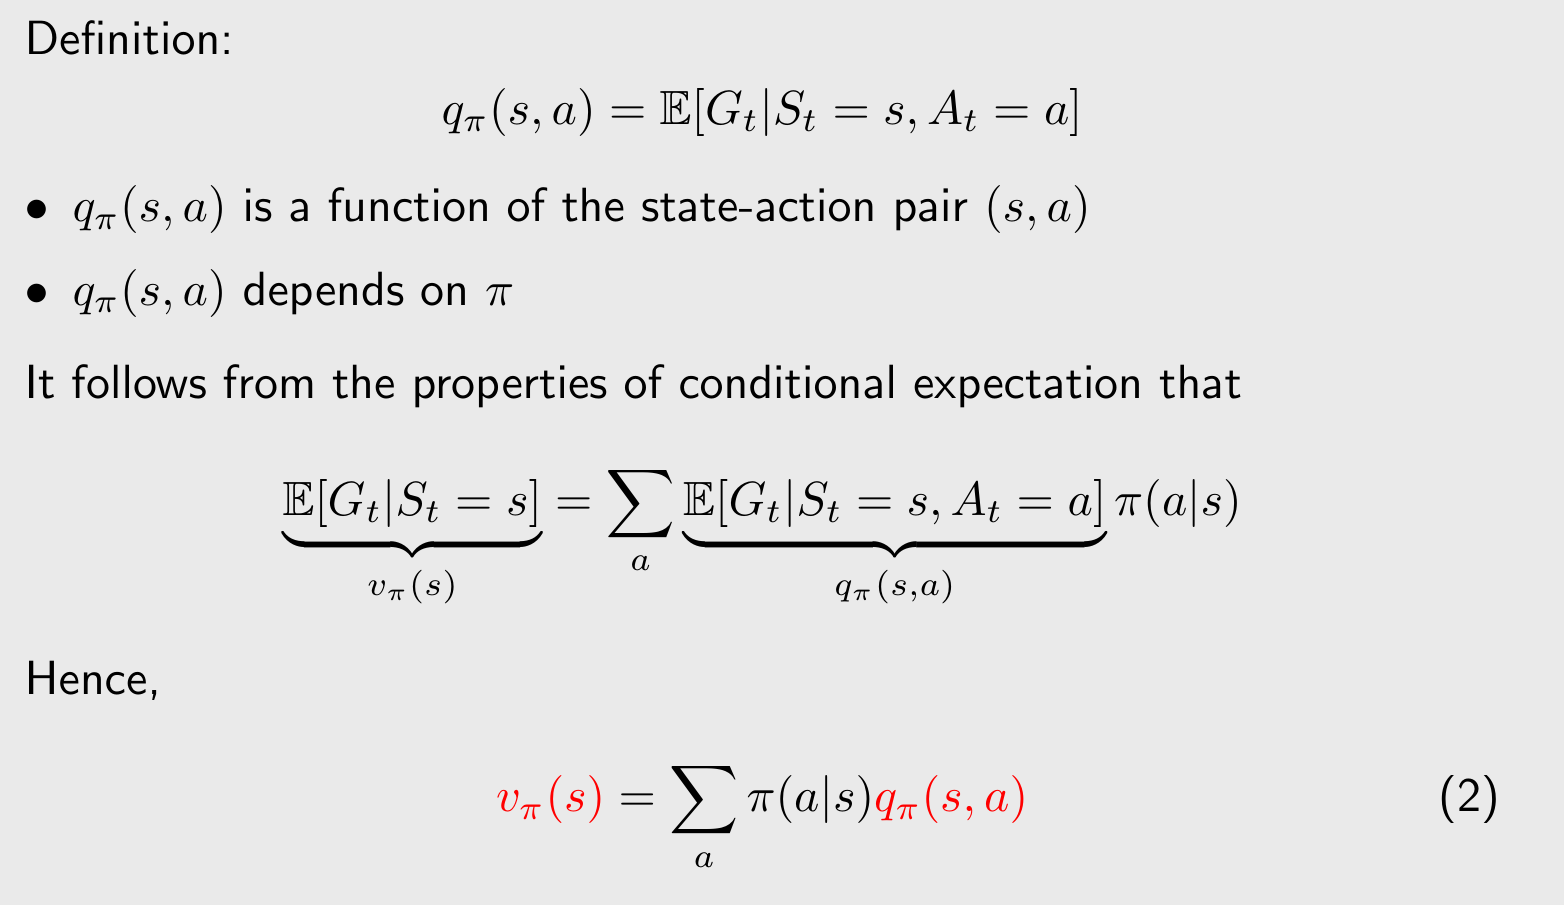 Definition:
$q_\pi(s, a) = \mathbb{E}[G_t|S_t = s, A_t = a]$
• $q_\pi(s, a)$ is a function of the state-action pair $(s, a)$
• $q_\pi(s, a)$ depends on $\pi$
It follows from the properties of conditional expectation that
$\underbrace{\mathbb{E}[G_t|S_t = s]}_{v_\pi(s)} = \sum_a \underbrace{\mathbb{E}[G_t|S_t = s, A_t = a]}_{q_\pi(s,a)} \pi(a|s)$
Hence,
$v_\pi(s) = \sum_a \pi(a|s) q_\pi(s, a)$ (2)